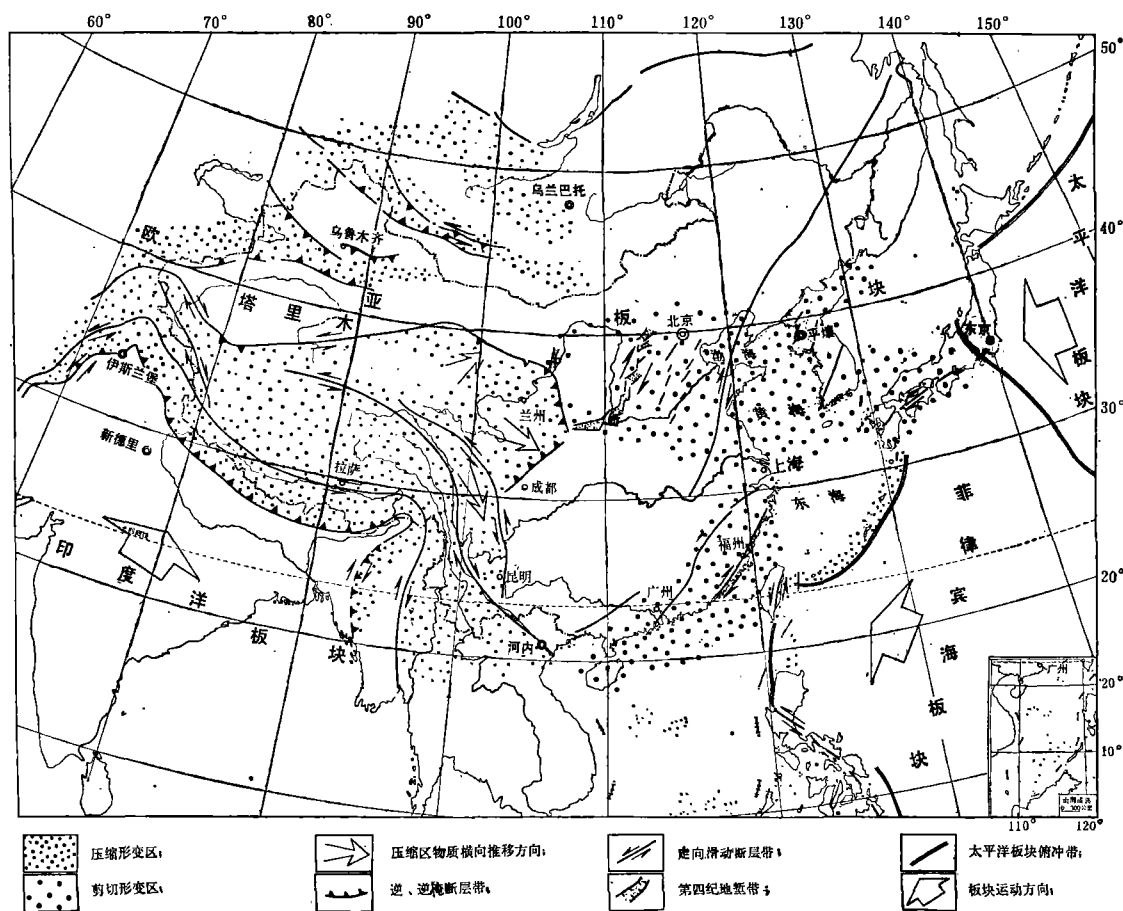 60° 70° 80° 90° 100° 110° 120° 130° 140° 150°
50°
40°
30°
20°
20°
10°
110° 120°
乌兰巴托
乌鲁木齐
欧 亚 板 块
塔里木
伊斯兰堡
新德里
拉萨
兰州
成都
昆明
北京
平壤
东京
渤海
黄海
上海
东海
福州
广州
河内
太平洋板块
菲律宾海板块
印度洋板块
广州
压缩形变区;
压缩区物质横向推移方向;
走向滑动断层带;
太平洋板块俯冲带;
剪切形变区;
逆、逆掩断层带;
第四纪地堑带;
板块运动方向;